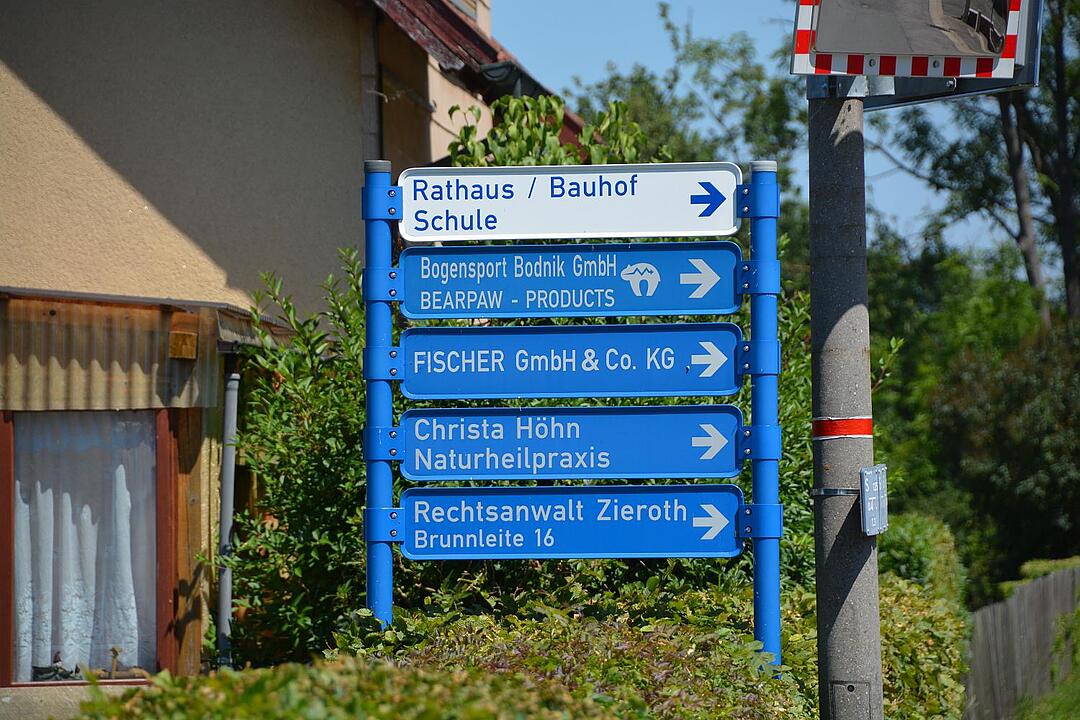 Rathaus / Bauhof
Schule
Bogensport Bodnik GmbH
BEARPAW - PRODUCTS
FISCHER GmbH & Co. KG
Christa Höhn
Naturheilpraxis
Rechtsanwalt Zieroth
Brunnleite 16